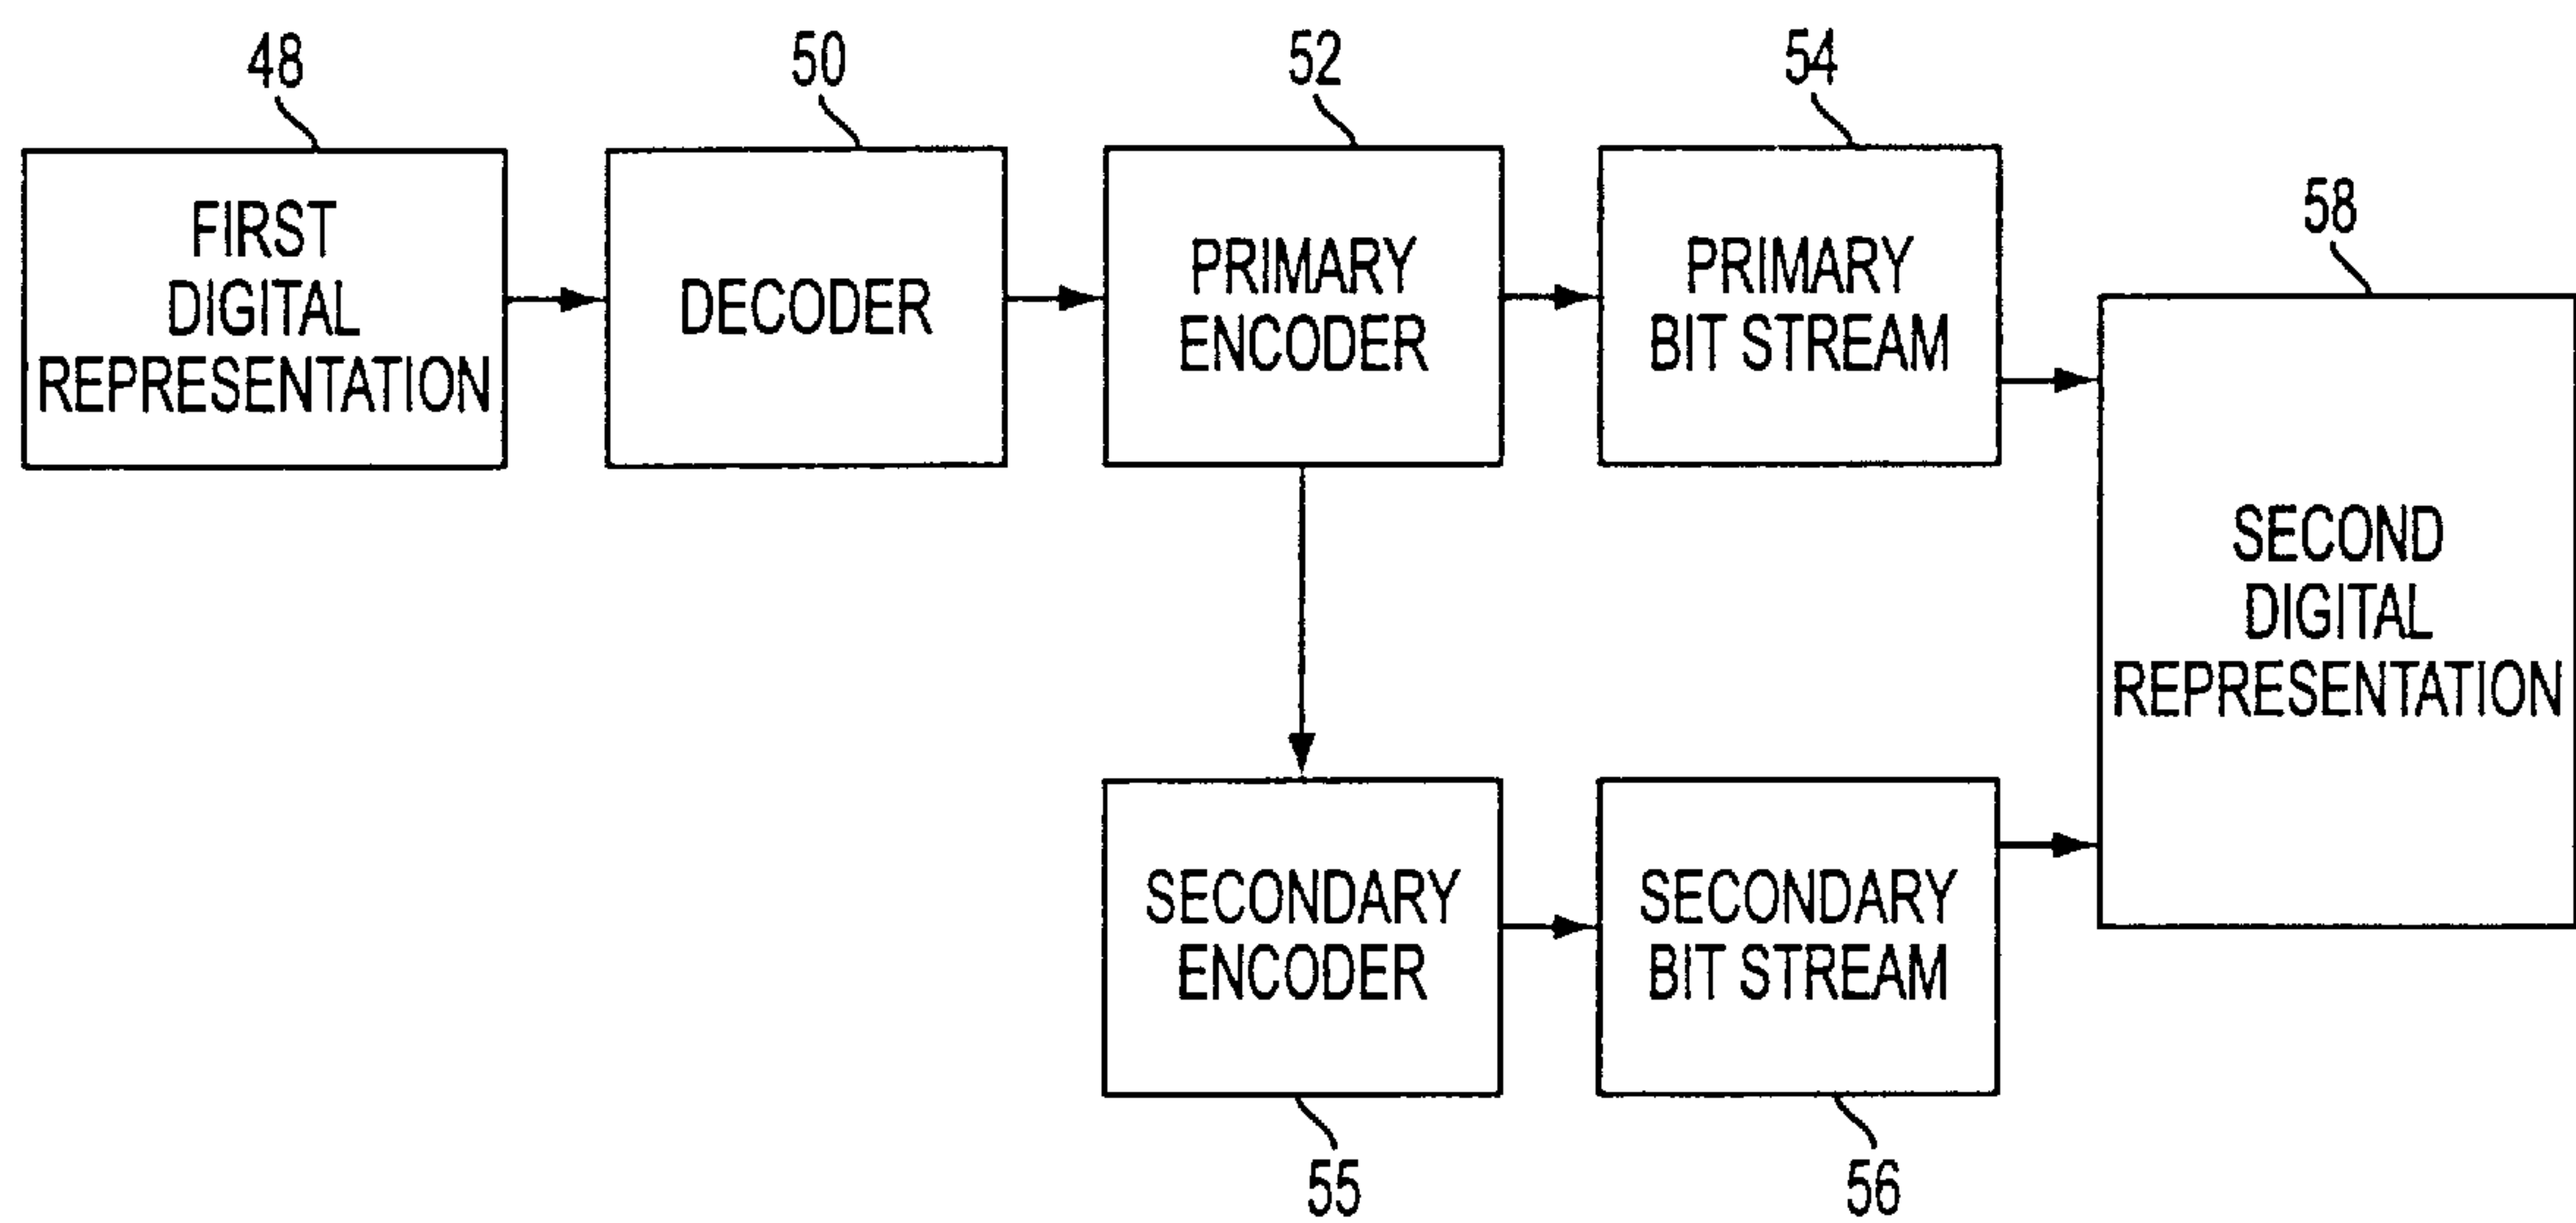 48
50
52
54
58
FIRST
DIGITAL
REPRESENTATION
DECODER
PRIMARY
ENCODER
PRIMARY
BIT STREAM
SECOND
DIGITAL
REPRESENTATION
SECONDARY
ENCODER
SECONDARY
BIT STREAM
55
56